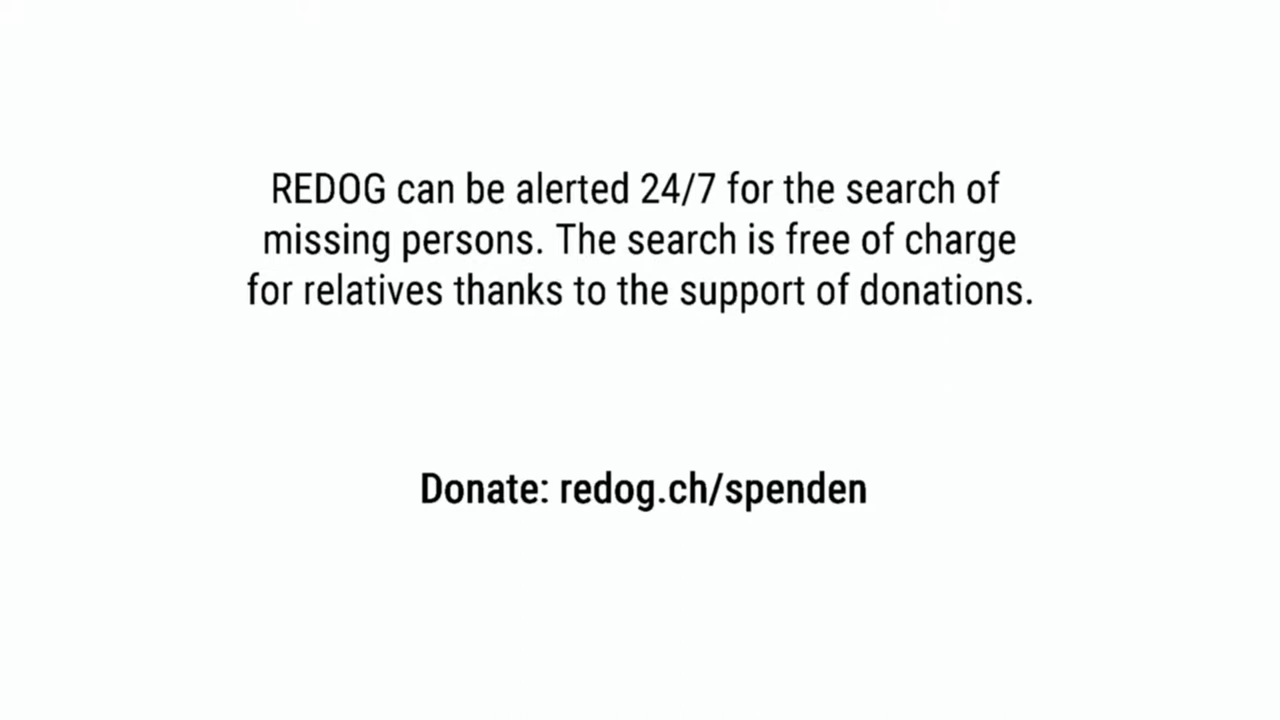 REDOG can be alerted 24/7 for the search of
missing persons. The search is free of charge
for relatives thanks to the support of donations.
Donate: redog.ch/spenden